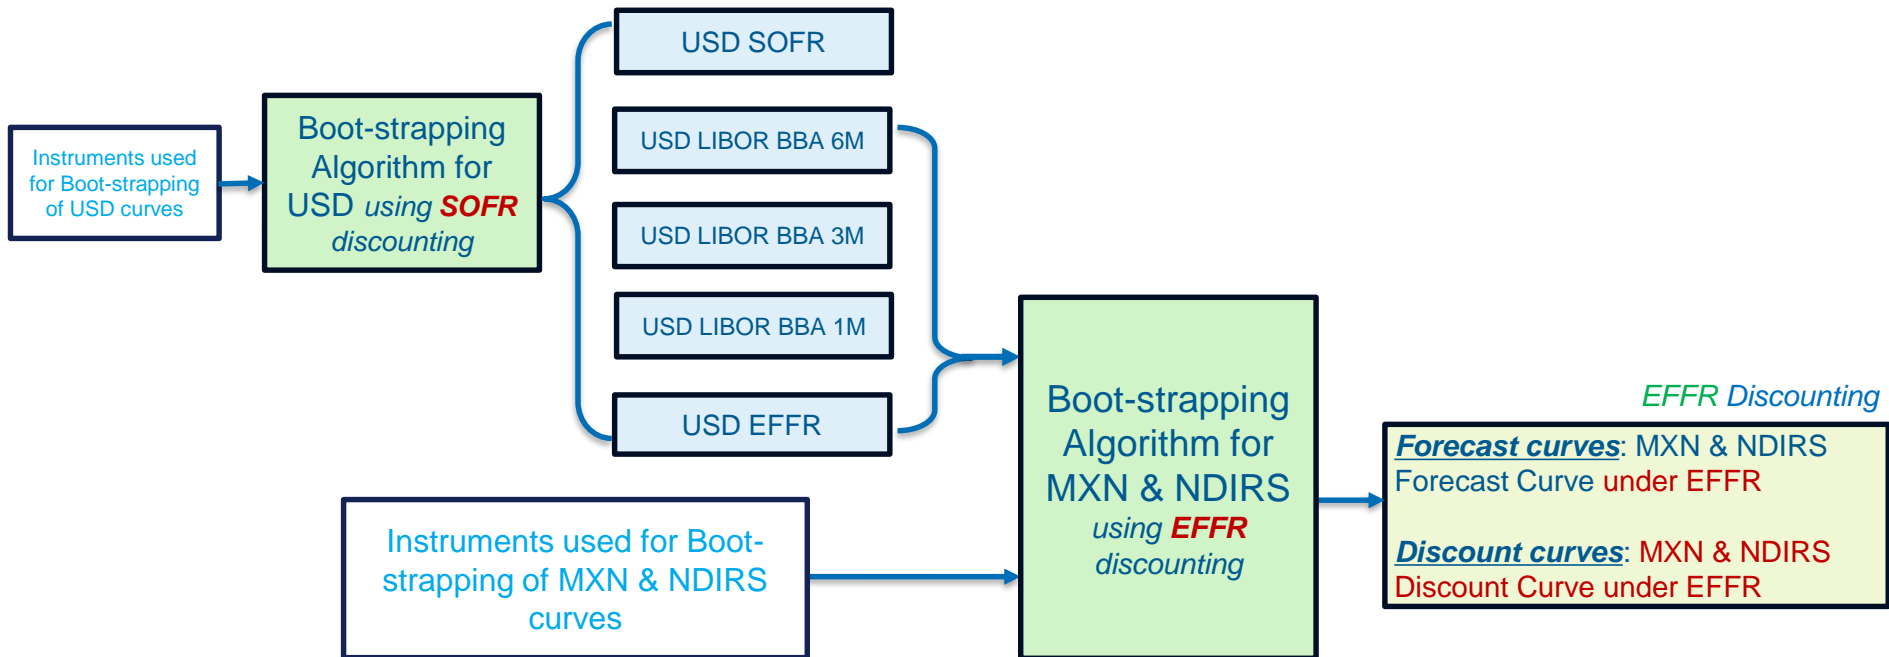 Instruments used
for Boot-strapping
of USD curves
Boot-strapping
Algorithm for
USD using SOFR
discounting
USD SOFR
USD LIBOR BBA 6M
USD LIBOR BBA 3M
USD LIBOR BBA 1M
USD EFFR
Instruments used for Boot-
strapping of MXN & NDIRS
curves
Boot-strapping
Algorithm for
MXN & NDIRS
using EFFR
discounting
EFFR Discounting
Forecast curves: MXN & NDIRS
Forecast Curve under EFFR
Discount curves: MXN & NDIRS
Discount Curve under EFFR